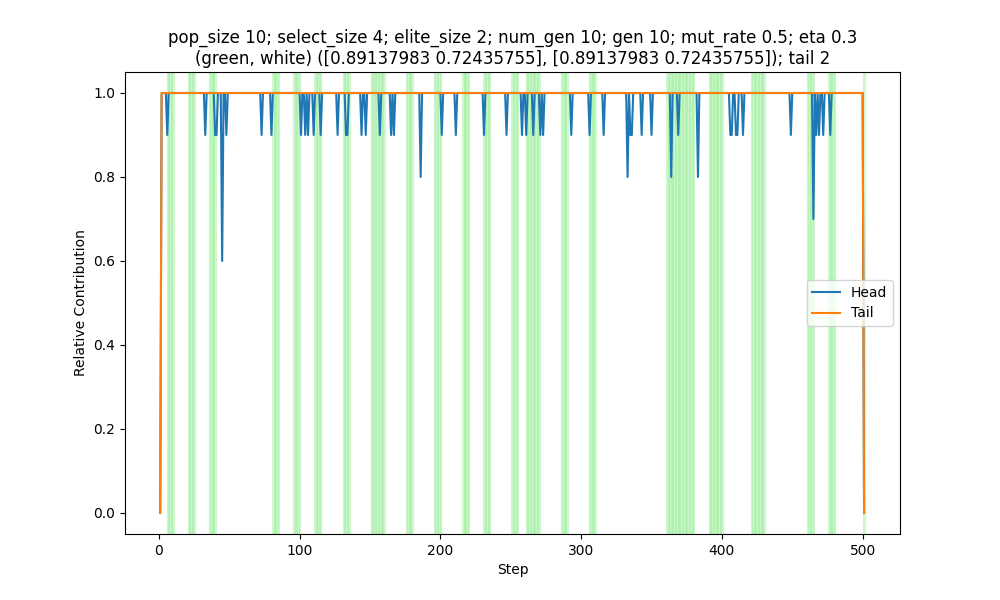 pop_size 10; select_size 4; elite_size 2; num_gen 10; gen 10; mut_rate 0.5; eta 0.3
(green, white) ([0.89137983 0.72435755], [0.89137983 0.72435755]); tail 2
1.0
0.8
0.6
0.4
0.2
0.0
Relative Contribution
Head
Tail
0
100
200
300
400
500
Step